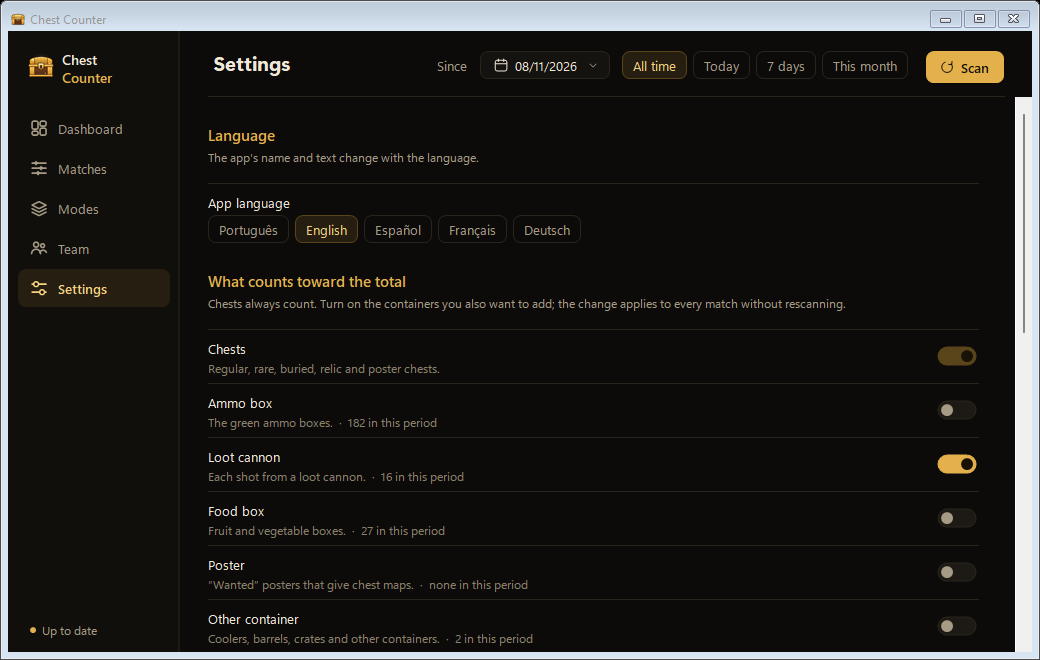 Chest Counter
Chest
Counter
Dashboard
Matches
Modes
Team
Settings
Up to date
Settings
Since
08/11/2026
All time
Today
7 days
This month
Scan
Language
The app's name and text change with the language.
App language
Português
English
Español
Français
Deutsch
What counts toward the total
Chests always count. Turn on the containers you also want to add; the change applies to every match without rescanning.
Chests
Regular, rare, buried, relic and poster chests.
Ammo box
The green ammo boxes. · 182 in this period
Loot cannon
Each shot from a loot cannon. · 16 in this period
Food box
Fruit and vegetable boxes. · 27 in this period
Poster
"Wanted" posters that give chest maps. · none in this period
Other container
Coolers, barrels, crates and other containers. · 2 in this period